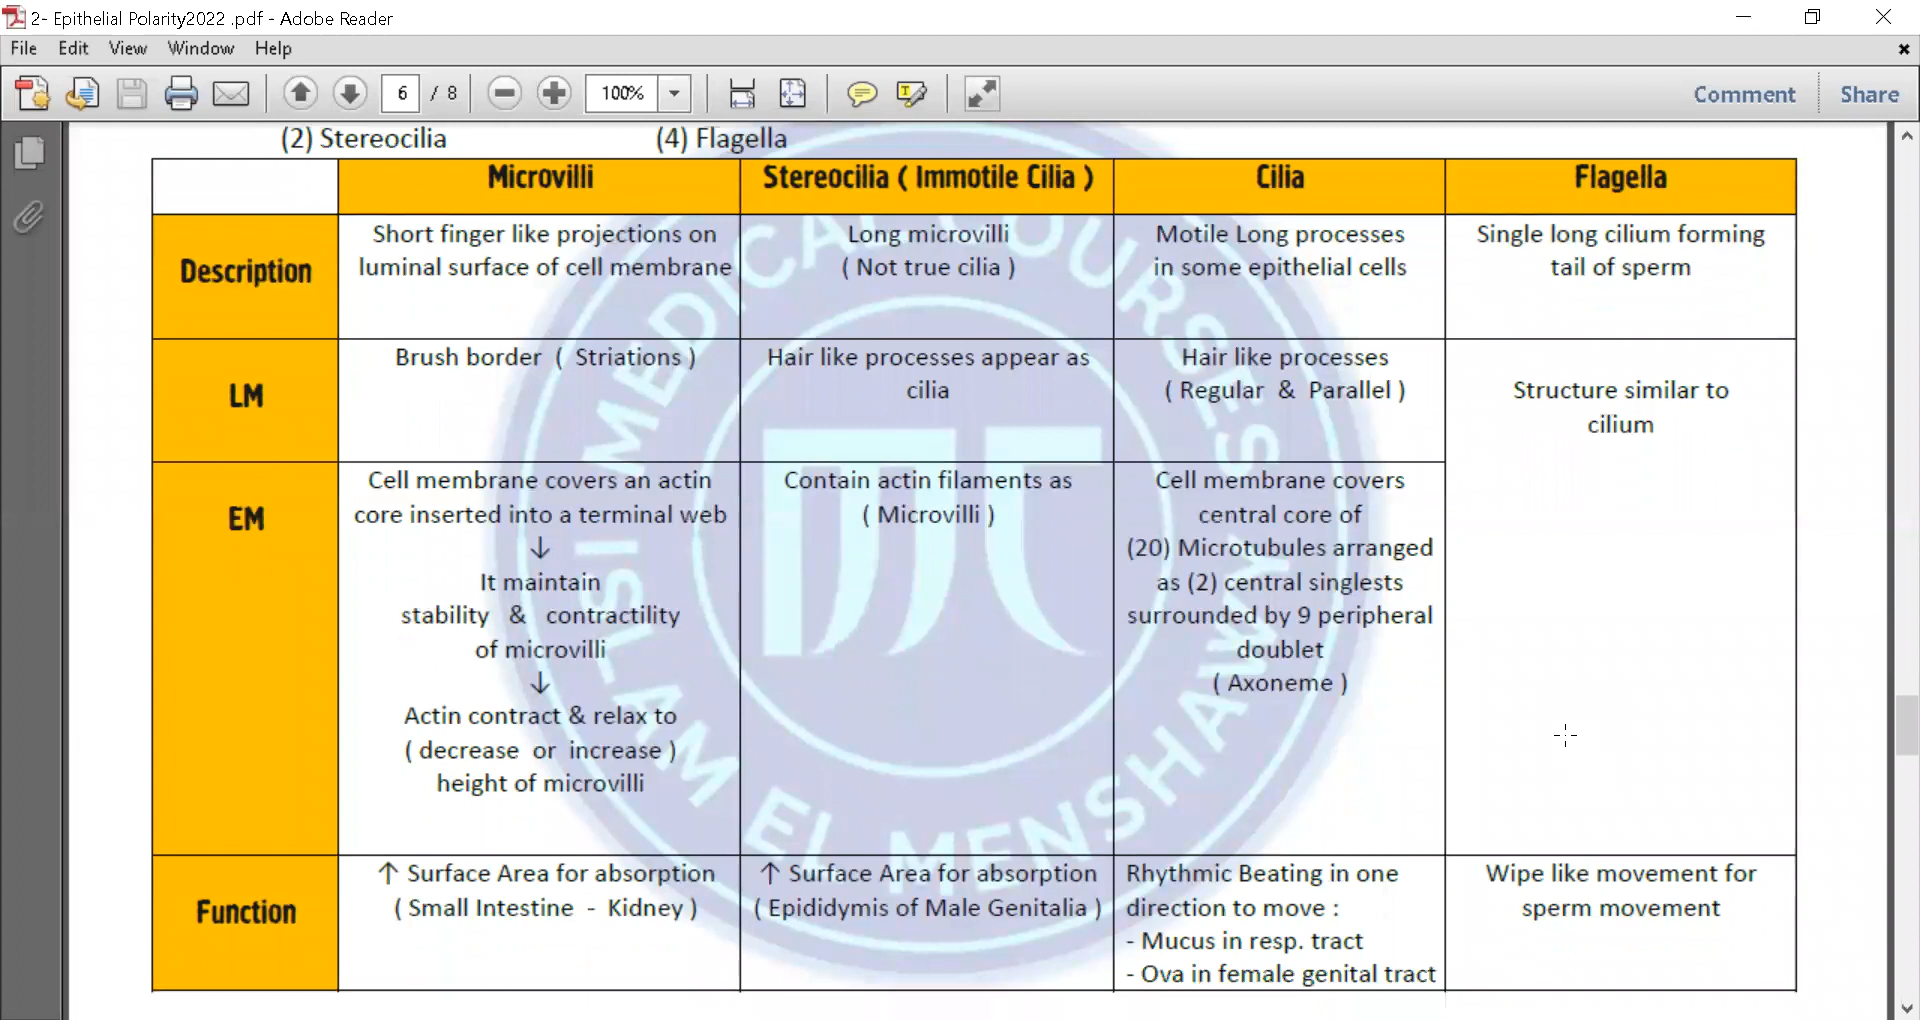 2- Epithelial Polarity2022 .pdf - Adobe Reader
File Edit View Window Help
6 / 8 100% Comment Share
(2) Stereocilia (4) Flagella
Microvilli Stereocilia ( Immotile Cilia ) Cilia Flagella
Description
Short finger like projections on
luminal surface of cell membrane
Long microvilli
( Not true cilia )
Motile Long processes
in some epithelial cells
Single long cilium forming
tail of sperm
LM
Brush border ( Striations )
Hair like processes appear as
cilia
Hair like processes
( Regular & Parallel )
Structure similar to
cilium
EM
Cell membrane covers an actin
core inserted into a terminal web
↓
It maintain
stability & contractility
of microvilli
↓
Actin contract & relax to
( decrease or increase )
height of microvilli
Contain actin filaments as
( Microvilli )
Cell membrane covers
central core of
(20) Microtubules arranged
as (2) central singlests
surrounded by 9 peripheral
doublet
( Axoneme )
Function
↑ Surface Area for absorption
( Small Intestine - Kidney )
↑ Surface Area for absorption
( Epididymis of Male Genitalia )
Rhythmic Beating in one
direction to move :
- Mucus in resp. tract
- Ova in female genital tract
Wipe like movement for
sperm movement
MEDICAL COURSES
ISLAM EL MENSHAWY